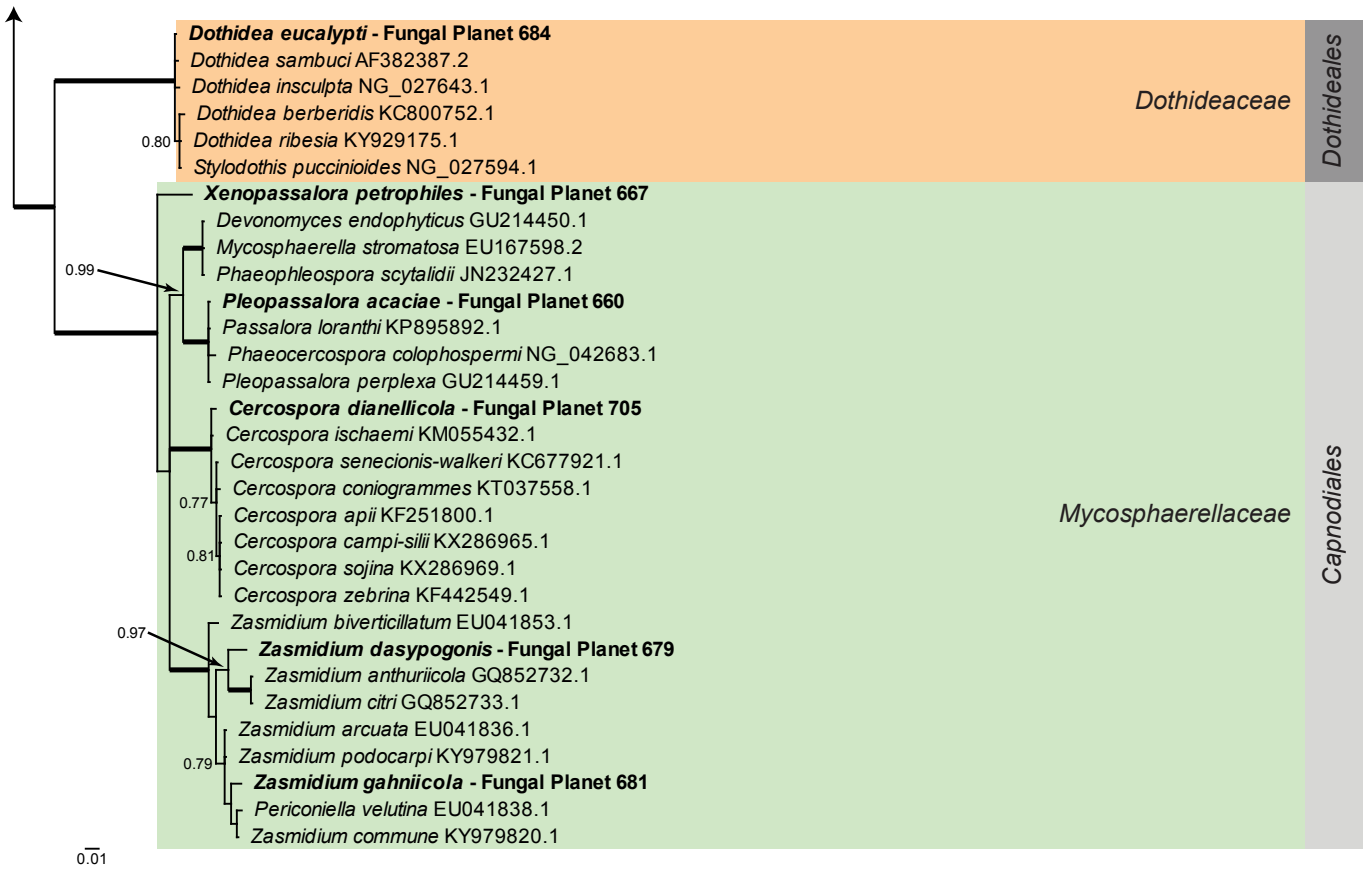 Dothidea eucalypti - Fungal Planet 684
Dothidea sambuci AF382387.2
Dothidea insculpta NG_027643.1
Dothidea berberidis KC800752.1
0.80
Dothidea ribesia KY929175.1
Stylodothis puccinioides NG_027594.1
Dothideaceae
Dothideales
Xenopassalora petrophiles - Fungal Planet 667
Devonomyces endophyticus GU214450.1
Mycosphaerella stromatosa EU167598.2
0.99
Phaeophleospora scytalidii JN232427.1
Pleopassalora acaciae - Fungal Planet 660
Passalora loranthi KP895892.1
Phaeocercospora colophospermi NG_042683.1
Pleopassalora perplexa GU214459.1
Cercospora dianellicola - Fungal Planet 705
Cercospora ischaemi KM055432.1
Cercospora senecionis-walkeri KC677921.1
Cercospora coniogrammes KT037558.1
0.77
Cercospora apii KF251800.1
Cercospora campi-silii KX286965.1
0.81
Cercospora sojina KX286969.1
Cercospora zebrina KF442549.1
Mycosphaerellaceae
Capnodiales
Zasmidium biverticillatum EU041853.1
0.97
Zasmidium dasypogonis - Fungal Planet 679
Zasmidium anthuriicola GQ852732.1
Zasmidium citri GQ852733.1
Zasmidium arcuata EU041836.1
Zasmidium podocarpi KY979821.1
0.79
Zasmidium gahniicola - Fungal Planet 681
Periconiella velutina EU041838.1
Zasmidium commune KY979820.1
0.01